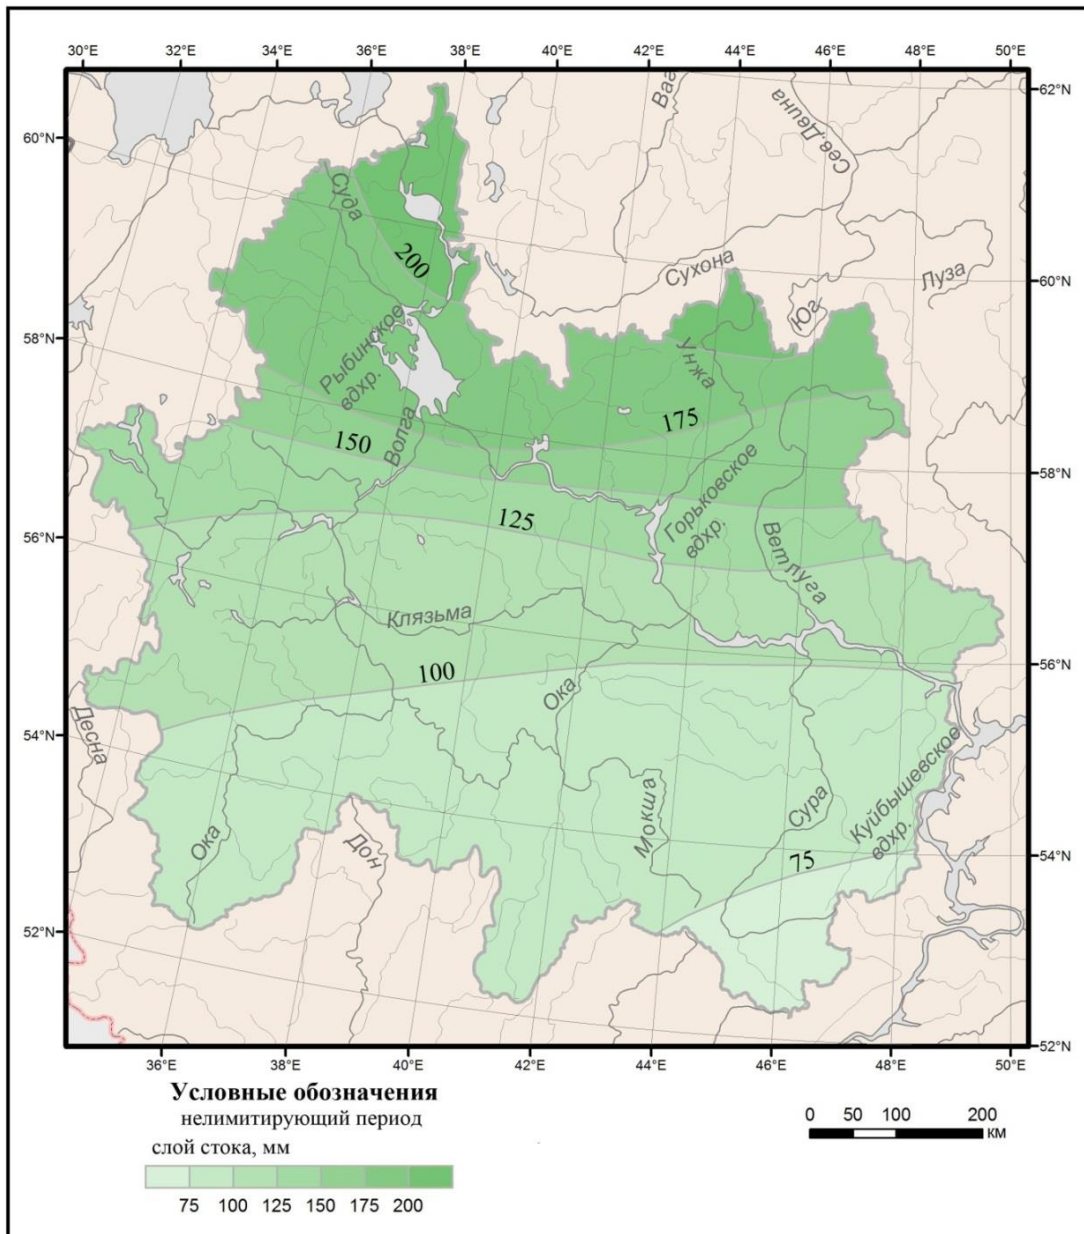 30°E 32°E 34°E 36°E 38°E 40°E 42°E 44°E 46°E 48°E 50°E
62°N
60°N
Сев.Двина
Суда
200
Сухона
Луза
60°N
Юг
58°N
Рыбинское
вдхр.
Унжа
175
Волга
150
58°N
Горьковское
вдхр.
125
56°N
Ветлуга
Клязьма
100
56°N
Ока
Десна
54°N
Куйбышевское
вдхр.
Мокша
Сура
Ока
Дон
75
54°N
52°N
52°N
36°E 38°E 40°E 42°E 44°E 46°E 48°E 50°E
Условные обозначения
нелимитирующий период
слой стока, мм
75 100 125 150 175 200
0 50 100 200
км